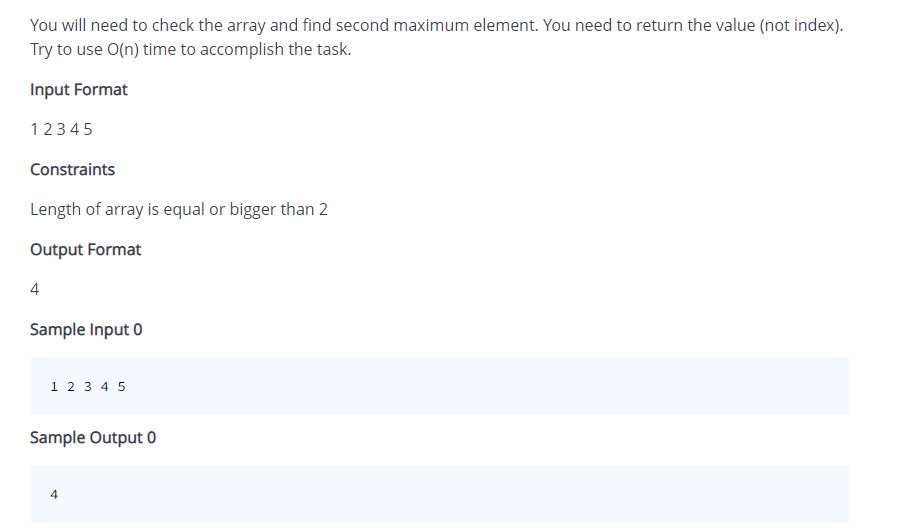 You will need to check the array and find second maximum element. You need to return the value (not index).
Try to use O(n) time to accomplish the task.
Input Format
1 2 3 4 5
Constraints
Length of array is equal or bigger than 2
Output Format
4
Sample Input 0
1 2 3 4 5
Sample Output 0
4